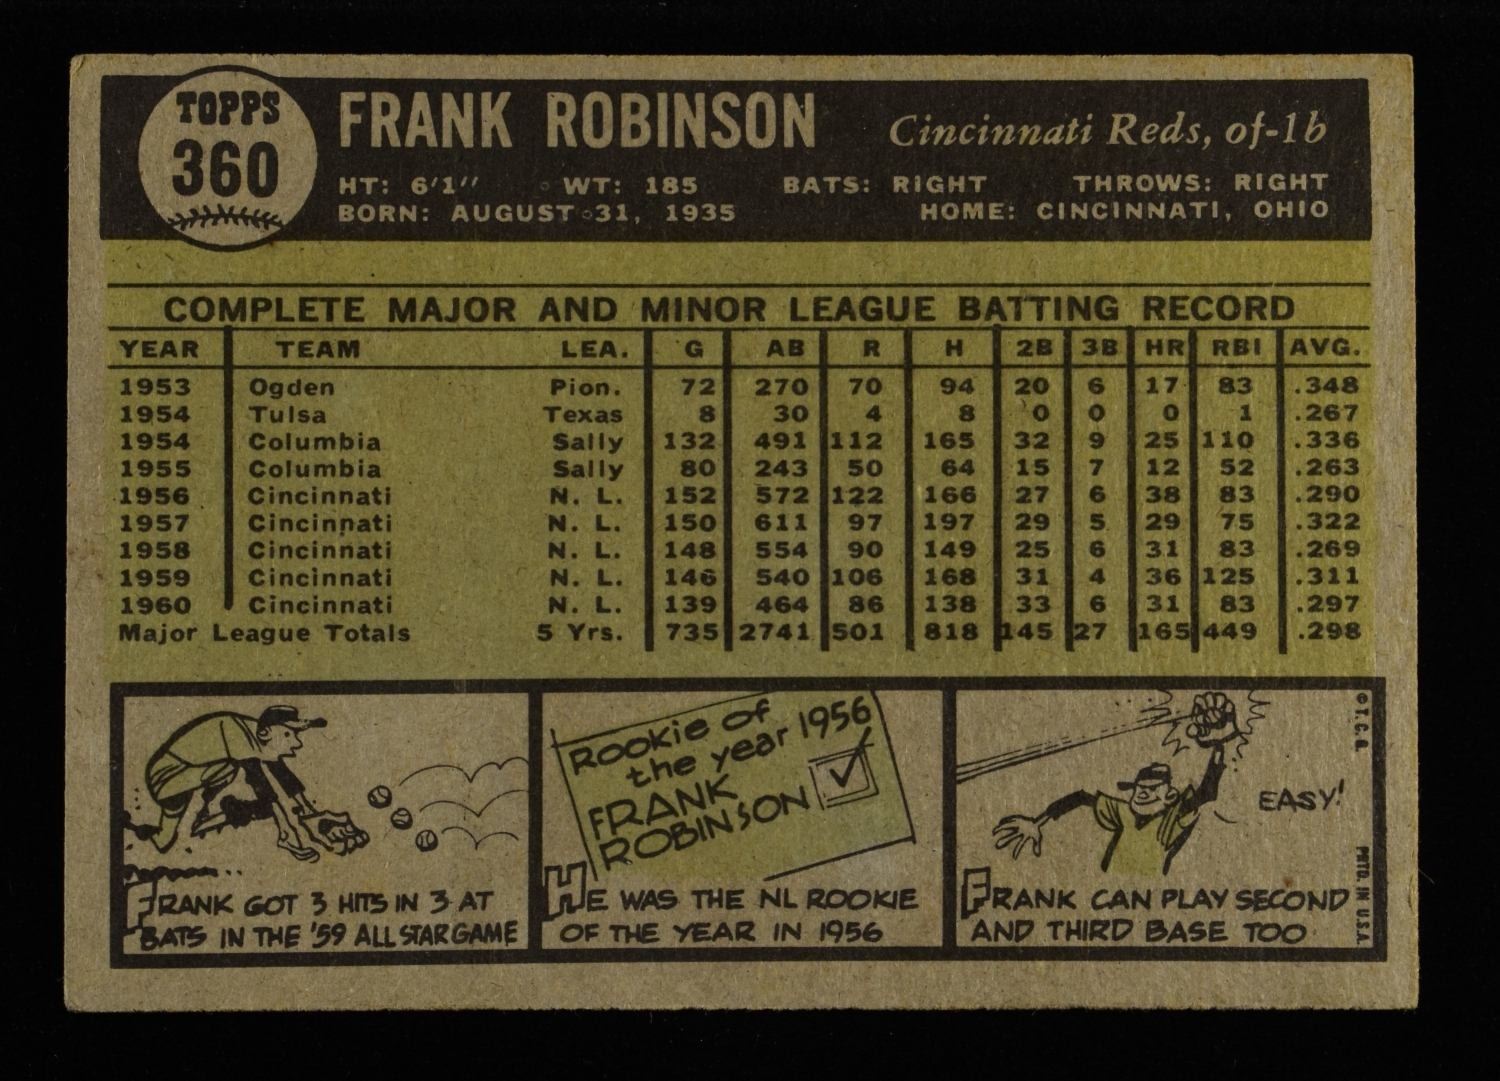 TOPPS
360
FRANK ROBINSON
Cincinnati Reds, of-1b
HT: 6'1" WT: 185 BATS: RIGHT THROWS: RIGHT
BORN: AUGUST 31, 1935 HOME: CINCINNATI, OHIO
COMPLETE MAJOR AND MINOR LEAGUE BATTING RECORD
YEAR TEAM LEA. G AB R H 2B 3B HR RBI AVG.
1953 Ogden Pion. 72 270 70 94 20 6 17 83 .348
1954 Tulsa Texas 8 30 4 8 0 0 0 1 .267
1954 Columbia Sally 132 491 112 165 32 9 25 110 .336
1955 Columbia Sally 80 243 50 64 15 7 12 52 .263
1956 Cincinnati N. L. 152 572 122 166 27 6 38 83 .290
1957 Cincinnati N. L. 150 611 97 197 29 5 29 75 .322
1958 Cincinnati N. L. 148 554 90 149 25 6 31 83 .269
1959 Cincinnati N. L. 146 540 106 168 31 4 36 125 .311
1960 Cincinnati N. L. 139 464 86 138 33 6 31 83 .297
Major League Totals 5 Yrs. 735 2741 501 818 145 27 165 449 .298
FRANK GOT 3 HITS IN 3 AT
BATS IN THE '59 ALL STAR GAME
Rookie of
the year 1956
FRANK
ROBINSON
HE WAS THE NL ROOKIE
OF THE YEAR IN 1956
EASY!
FRANK CAN PLAY SECOND
AND THIRD BASE TOO
© T. C. G.
PRTD. IN U.S.A.